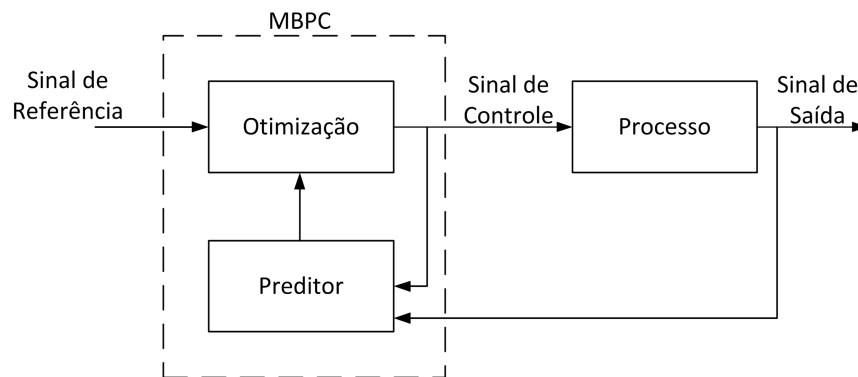 MBPC
Sinal de
Referência
Otimização
Sinal de
Controle
Processo
Sinal de
Saída
Preditor